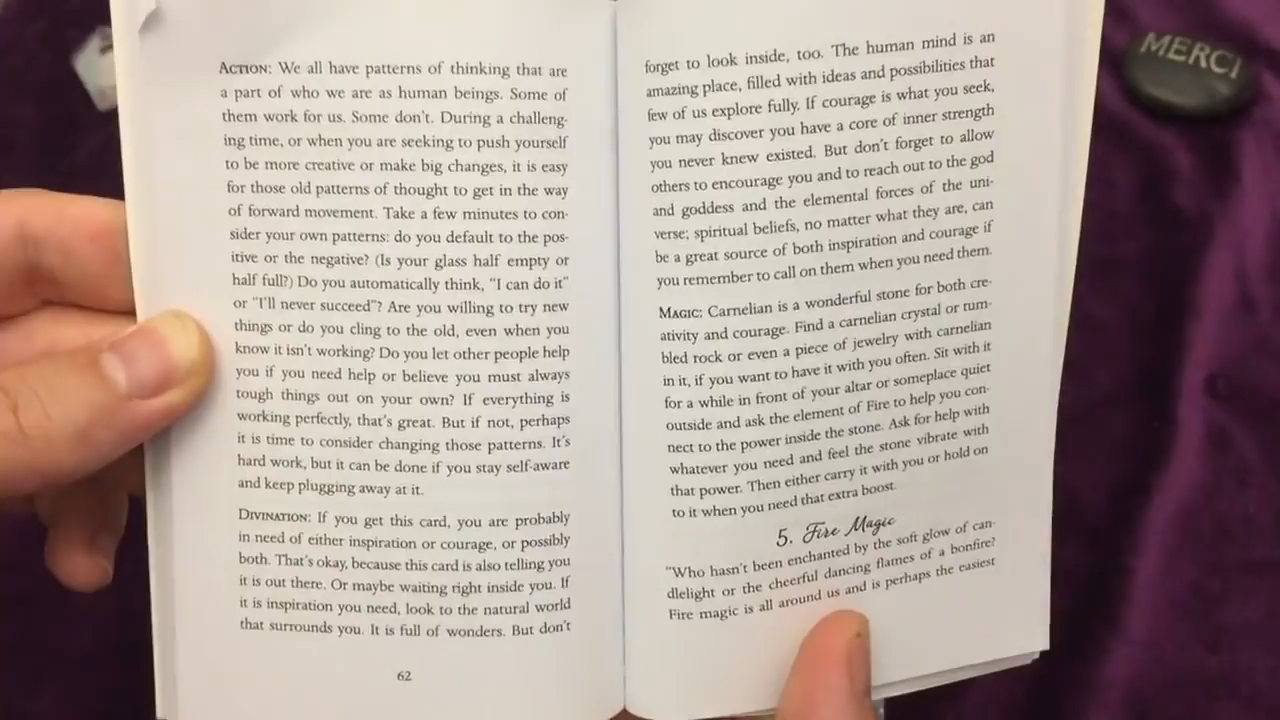 ACTION: We all have patterns of thinking that are
a part of who we are as human beings. Some of
them work for us. Some don't. During a challeng-
ing time, or when you are seeking to push yourself
to be more creative or make big changes, it is easy
for those old patterns of thought to get in the way
of forward movement. Take a few minutes to con-
sider your own patterns: do you default to the pos-
itive or the negative? (Is your glass half empty or
half full?) Do you automatically think, "I can do it"
or "I'll never succeed"? Are you willing to try new
things or do you cling to the old, even when you
know it isn't working? Do you let other people help
you if you need help or believe you must always
tough things out on your own? If everything is
working perfectly, that's great. But if not, perhaps
it is time to consider changing those patterns. It's
hard work, but it can be done if you stay self-aware
and keep plugging away at it.
DIVINATION: If you get this card, you are probably
in need of either inspiration or courage, or possibly
both. That's okay, because this card is also telling you
it is out there. Or maybe waiting right inside you. If
it is inspiration you need, look to the natural world
that surrounds you. It is full of wonders. But don't
62
forget to look inside, too. The human mind is an
amazing place, filled with ideas and possibilities that
few of us explore fully. If courage is what you seek,
you may discover you have a core of inner strength
you never knew existed. But don't forget to allow
others to encourage you and to reach out to the god
and goddess and the elemental forces of the uni-
verse; spiritual beliefs, no matter what they are, can
be a great source of both inspiration and courage if
you remember to call on them when you need them.
MAGIC: Carnelian is a wonderful stone for both cre-
ativity and courage. Find a carnelian crystal or tum-
bled rock or even a piece of jewelry with carnelian
in it, if you want to have it with you often. Sit with it
for a while in front of your altar or someplace quiet
outside and ask the element of Fire to help you con-
nect to the power inside the stone. Ask for help with
whatever you need and feel the stone vibrate with
that power. Then either carry it with you or hold on
to it when you need that extra boost.
5. Fire Magic
"Who hasn't been enchanted by the soft glow of can-
dlelight or the cheerful dancing flames of a bonfire?
Fire magic is all around us and is perhaps the easiest
MERCI